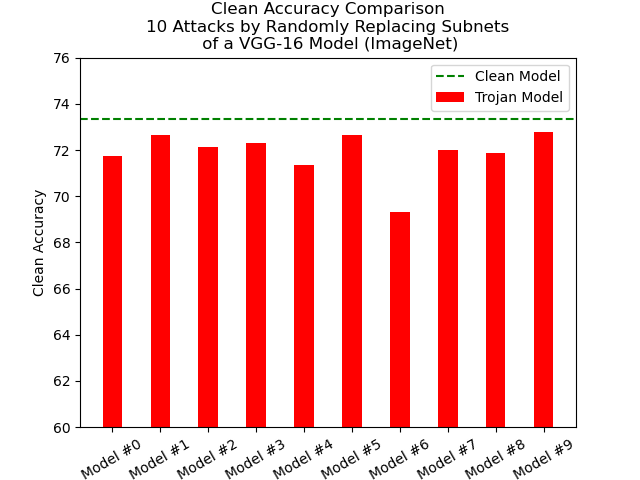 Clean Accuracy Comparison
10 Attacks by Randomly Replacing Subnets
of a VGG-16 Model (ImageNet)
Clean Model
Trojan Model
Clean Accuracy
76
74
72
70
68
66
64
62
60
Model #0
Model #1
Model #2
Model #3
Model #4
Model #5
Model #6
Model #7
Model #8
Model #9